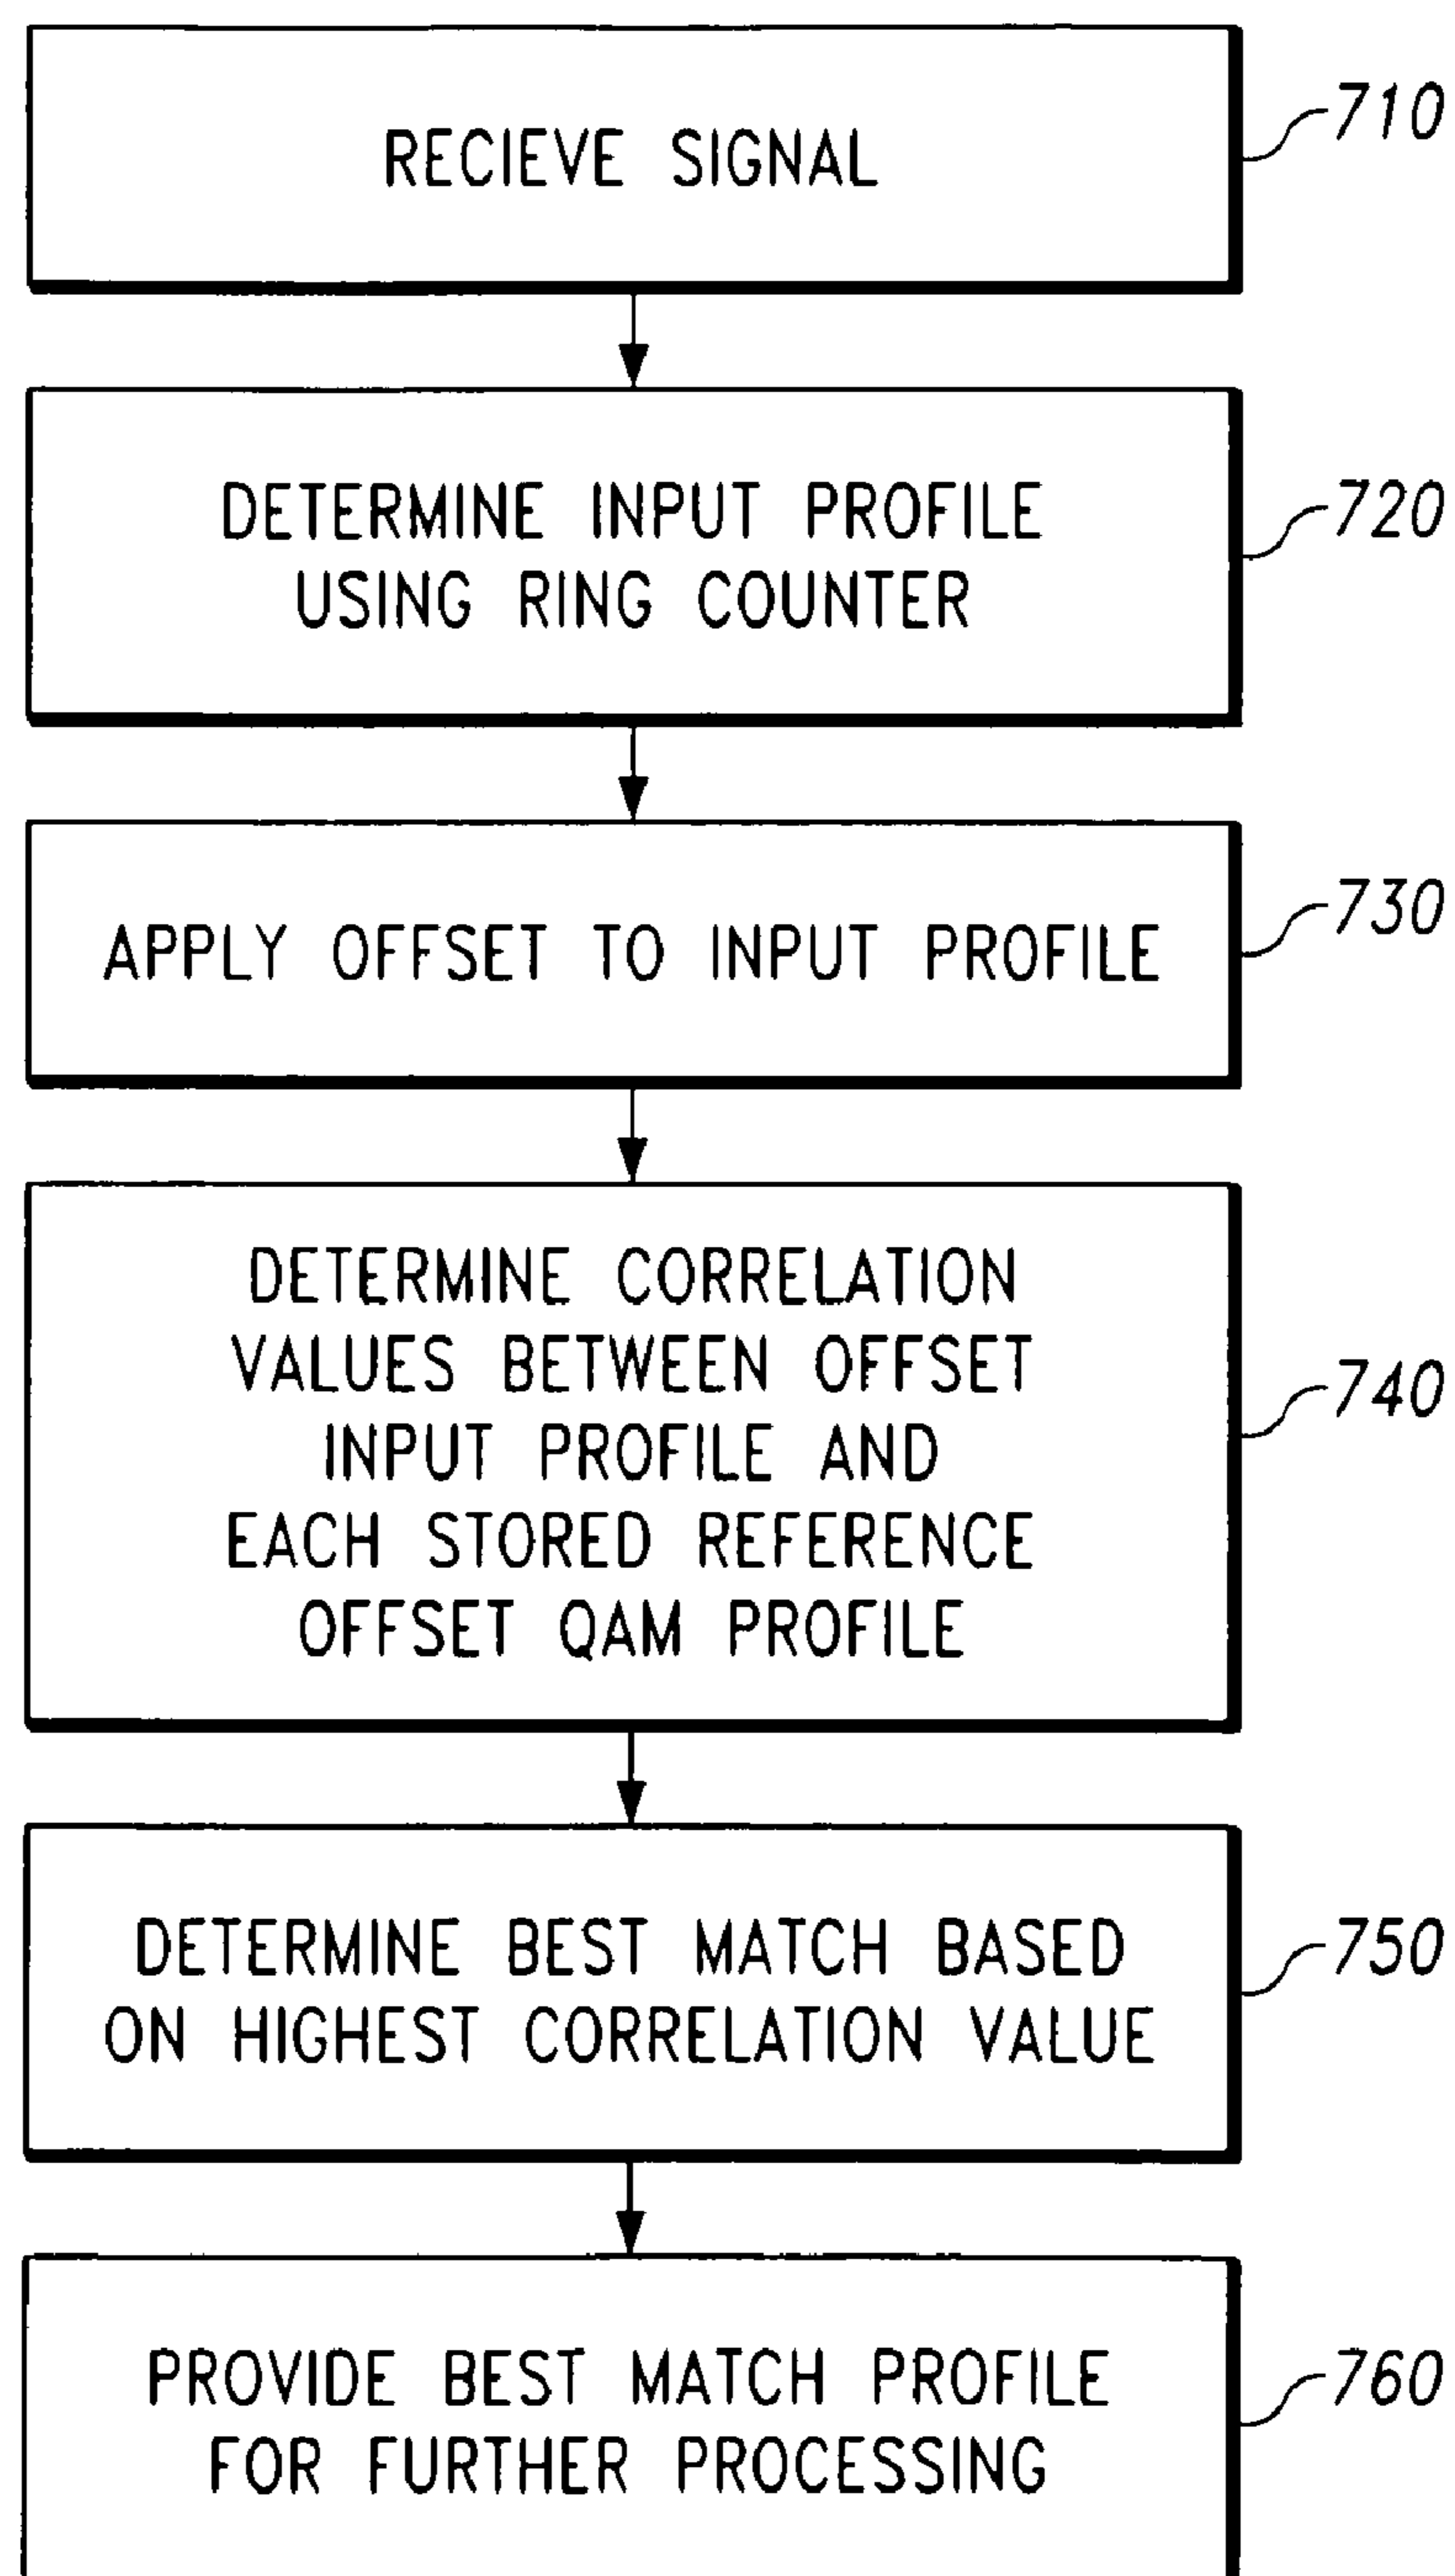 RECIEVE SIGNAL
710
DETERMINE INPUT PROFILE
USING RING COUNTER
720
APPLY OFFSET TO INPUT PROFILE
730
DETERMINE CORRELATION
VALUES BETWEEN OFFSET
INPUT PROFILE AND
EACH STORED REFERENCE
OFFSET QAM PROFILE
740
DETERMINE BEST MATCH BASED
ON HIGHEST CORRELATION VALUE
750
PROVIDE BEST MATCH PROFILE
FOR FURTHER PROCESSING
760